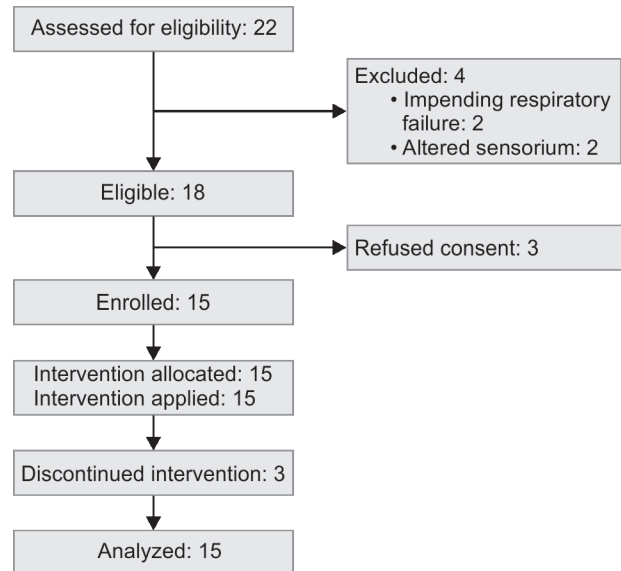 Assessed for eligibility: 22
Excluded: 4
• Impending respiratory
failure: 2
• Altered sensorium: 2
Eligible: 18
Refused consent: 3
Enrolled: 15
Intervention allocated: 15
Intervention applied: 15
Discontinued intervention: 3
Analyzed: 15